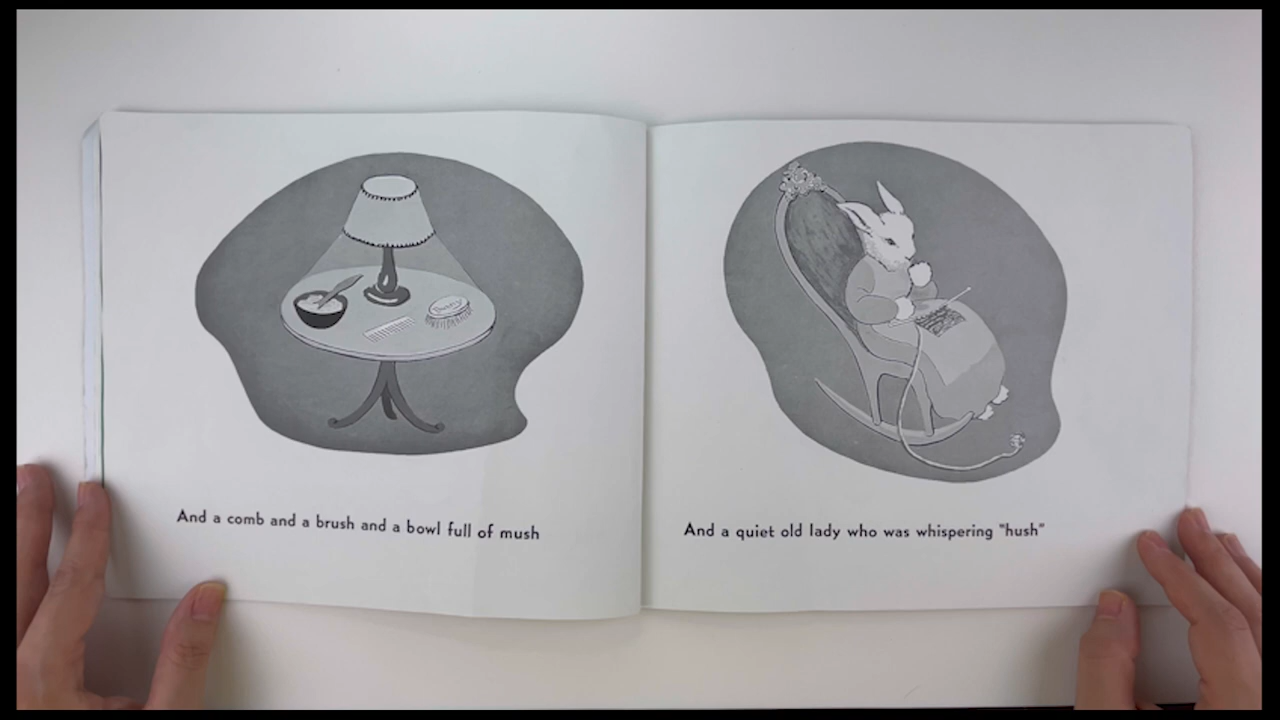 And a comb and a brush and a bowl full of mush
And a quiet old lady who was whispering "hush"